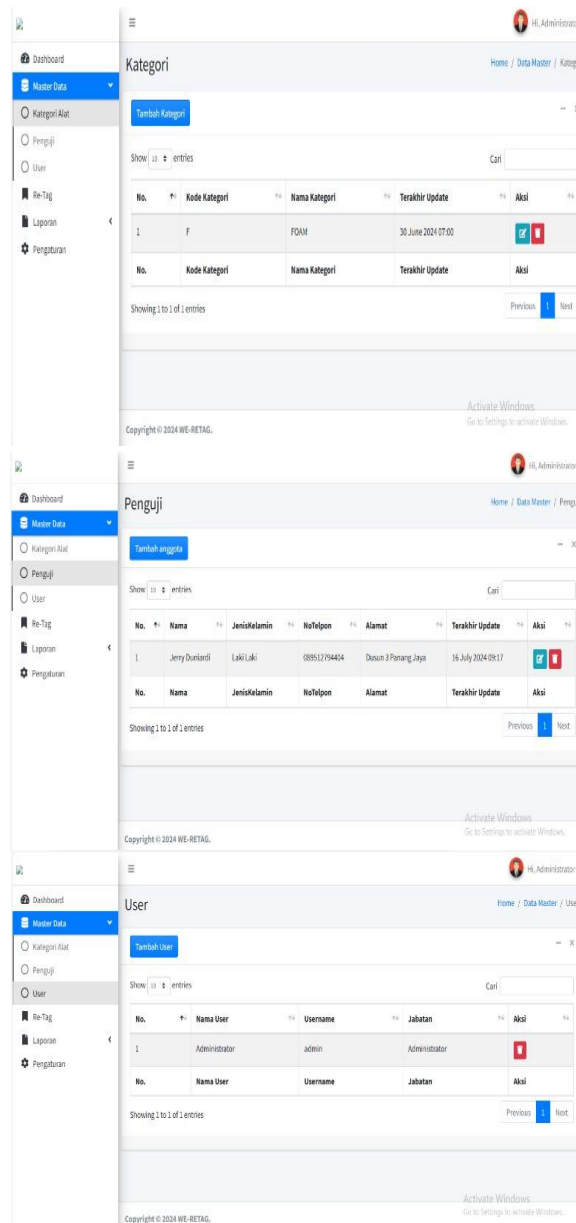 Hi, Administrator
Dashboard
Master Data
Kategori Alat
Penguji
User
Re-Tag
Laporan
Pengaturan
Kategori
Home / Data Master / Kateg
Tambah Kategori
Show 10 entries
Cari
No. Kode Kategori Nama Kategori Terakhir Update Aksi
1 F FOAM 30 June 2024 07:00
No. Kode Kategori Nama Kategori Terakhir Update Aksi
Showing 1 to 1 of 1 entries
Previous 1 Next
Activate Windows
Go to Settings to activate Windows.
Copyright © 2024 WE-RETAG.
Hi, Administrator
Dashboard
Master Data
Kategori Alat
Penguji
User
Re-Tag
Laporan
Pengaturan
Penguji
Home / Data Master / Pengu
Tambah anggota
Show 10 entries
Cari
No. Nama JenisKelamin NoTelpon Alamat Terakhir Update Aksi
1 Jerry Duniardi Laki Laki 089512794404 Dusun 3 Panang Jaya 16 July 2024 09:17
No. Nama JenisKelamin NoTelpon Alamat Terakhir Update Aksi
Showing 1 to 1 of 1 entries
Previous 1 Next
Activate Windows
Go to Settings to activate Windows.
Copyright © 2024 WE-RETAG.
Hi, Administrator
Dashboard
Master Data
Kategori Alat
Penguji
User
Re-Tag
Laporan
Pengaturan
User
Home / Data Master / Use
Tambah User
Show 10 entries
Cari
No. Nama User Username Jabatan Aksi
1 Administrator admin Administrator
No. Nama User Username Jabatan Aksi
Showing 1 to 1 of 1 entries
Previous 1 Next
Activate Windows
Go to Settings to activate Windows.
Copyright © 2024 WE-RETAG.